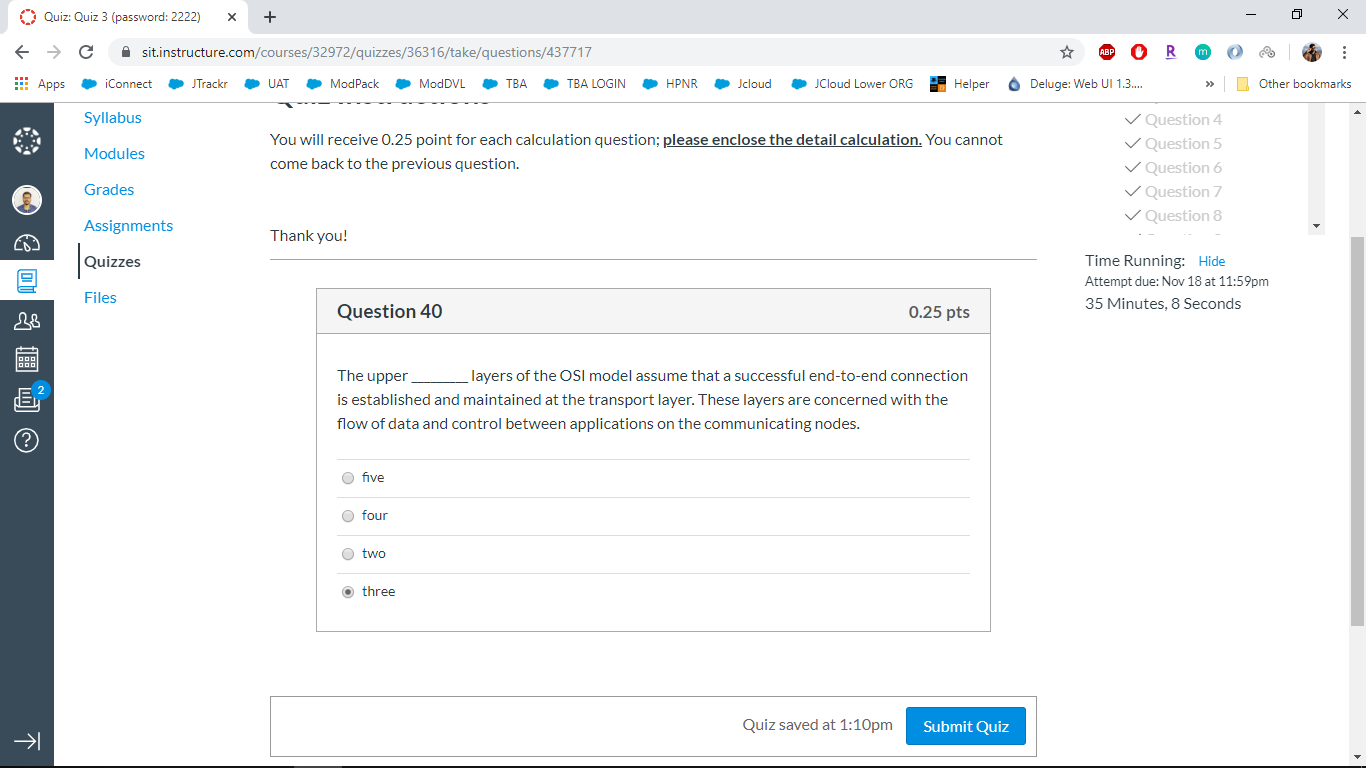 Quiz: Quiz 3 (password: 2222)
sit.instructure.com/courses/32972/quizzes/36316/take/questions/437717
ABP
R
m
Apps iConnect JTrackr UAT ModPack ModDVL TBA TBA LOGIN HPNR Jcloud JCloud Lower ORG Helper Deluge: Web UI 1.3.... » Other bookmarks
Syllabus
Modules
Grades
Assignments
Quizzes
Files
2
Quiz Instructions
You will receive 0.25 point for each calculation question; please enclose the detail calculation. You cannot
come back to the previous question.
Thank you!
Question 4
Question 5
Question 6
Question 7
Question 8
Time Running: Hide
Attempt due: Nov 18 at 11:59pm
35 Minutes, 8 Seconds
Question 40 0.25 pts
The upper _________ layers of the OSI model assume that a successful end-to-end connection
is established and maintained at the transport layer. These layers are concerned with the
flow of data and control between applications on the communicating nodes.
five
four
two
three
Quiz saved at 1:10pm Submit Quiz